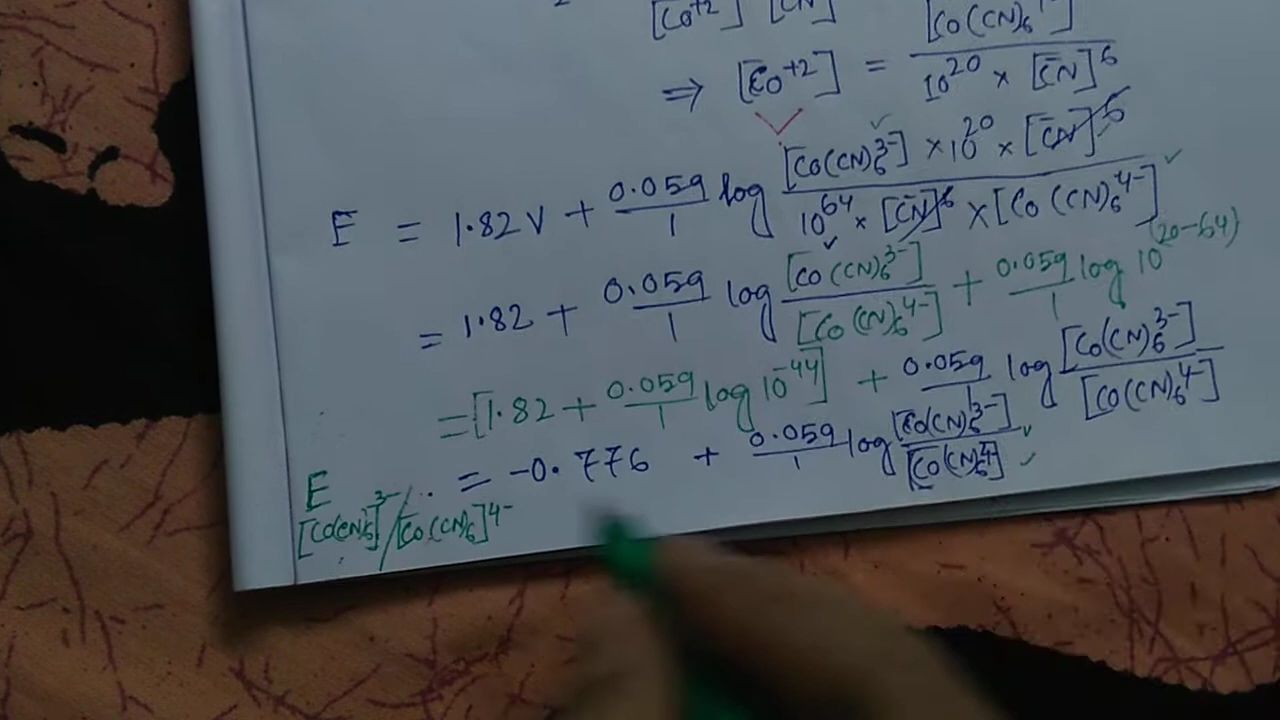 [Co+2] [CN]
[Co(CN)6
⇒ [Co+2] = / 10^20 × [C̄N]^6
E = 1.82V + 0.059/1 log [Co(CN)6^3-] × 10^20 × [C̄N]^6 / 10^64 × [C̄N]^6 × [Co(CN)6^4-]
= 1.82 + 0.059/1 log [Co(CN)6^3-] / [Co(CN)6^4-] + 0.059/1 log 10^(20-64)
= [1.82 + 0.059/1 log 10^-44] + 0.059/1 log [Co(CN)6^3-] / [Co(CN)6^4-]
E = -0.776 + 0.059/1 log [Co(CN)6^3-] / [Co(CN)6^4-]
[Co(CN)6]^3- / [Co(CN)6]^4-